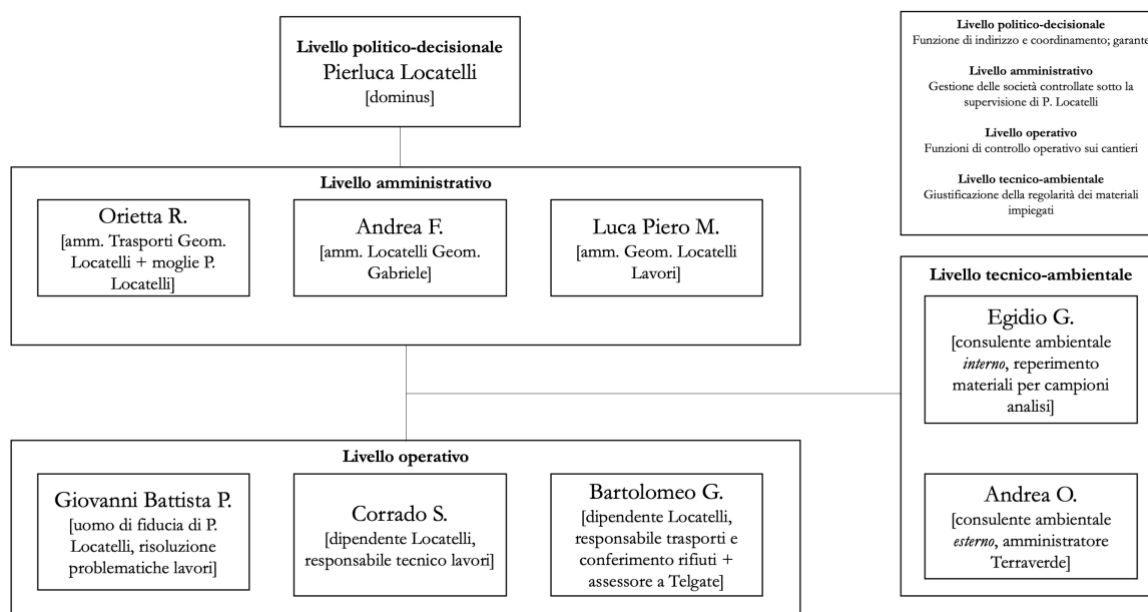 Livello politico-decisionale
Pierluca Locatelli
[dominus]
Livello politico-decisionale
Funzione di indirizzo e coordinamento; garante
Livello amministrativo
Gestione delle società controllate sotto la
supervisione di P. Locatelli
Livello operativo
Funzioni di controllo operativo sui cantieri
Livello tecnico-ambientale
Giustificazione della regolarità dei materiali
impiegati
Livello amministrativo
Orietta R.
[amm. Trasporti Geom.
Locatelli + moglie P.
Locatelli]
Andrea F.
[amm. Locatelli Geom.
Gabriele]
Luca Piero M.
[amm. Geom. Locatelli
Lavori]
Livello tecnico-ambientale
Egidio G.
[consulente ambientale
interno, reperimento
materiali per campioni
analisi]
Andrea O.
[consulente ambientale
esterno, amministratore
Terraverde]
Livello operativo
Giovanni Battista P.
[uomo di fiducia di P.
Locatelli, risoluzione
problematiche lavori]
Corrado S.
[dipendente Locatelli,
responsabile tecnico lavori]
Bartolomeo G.
[dipendente Locatelli,
responsabile trasporti e
conferimento rifiuti +
assessore a Telgate]